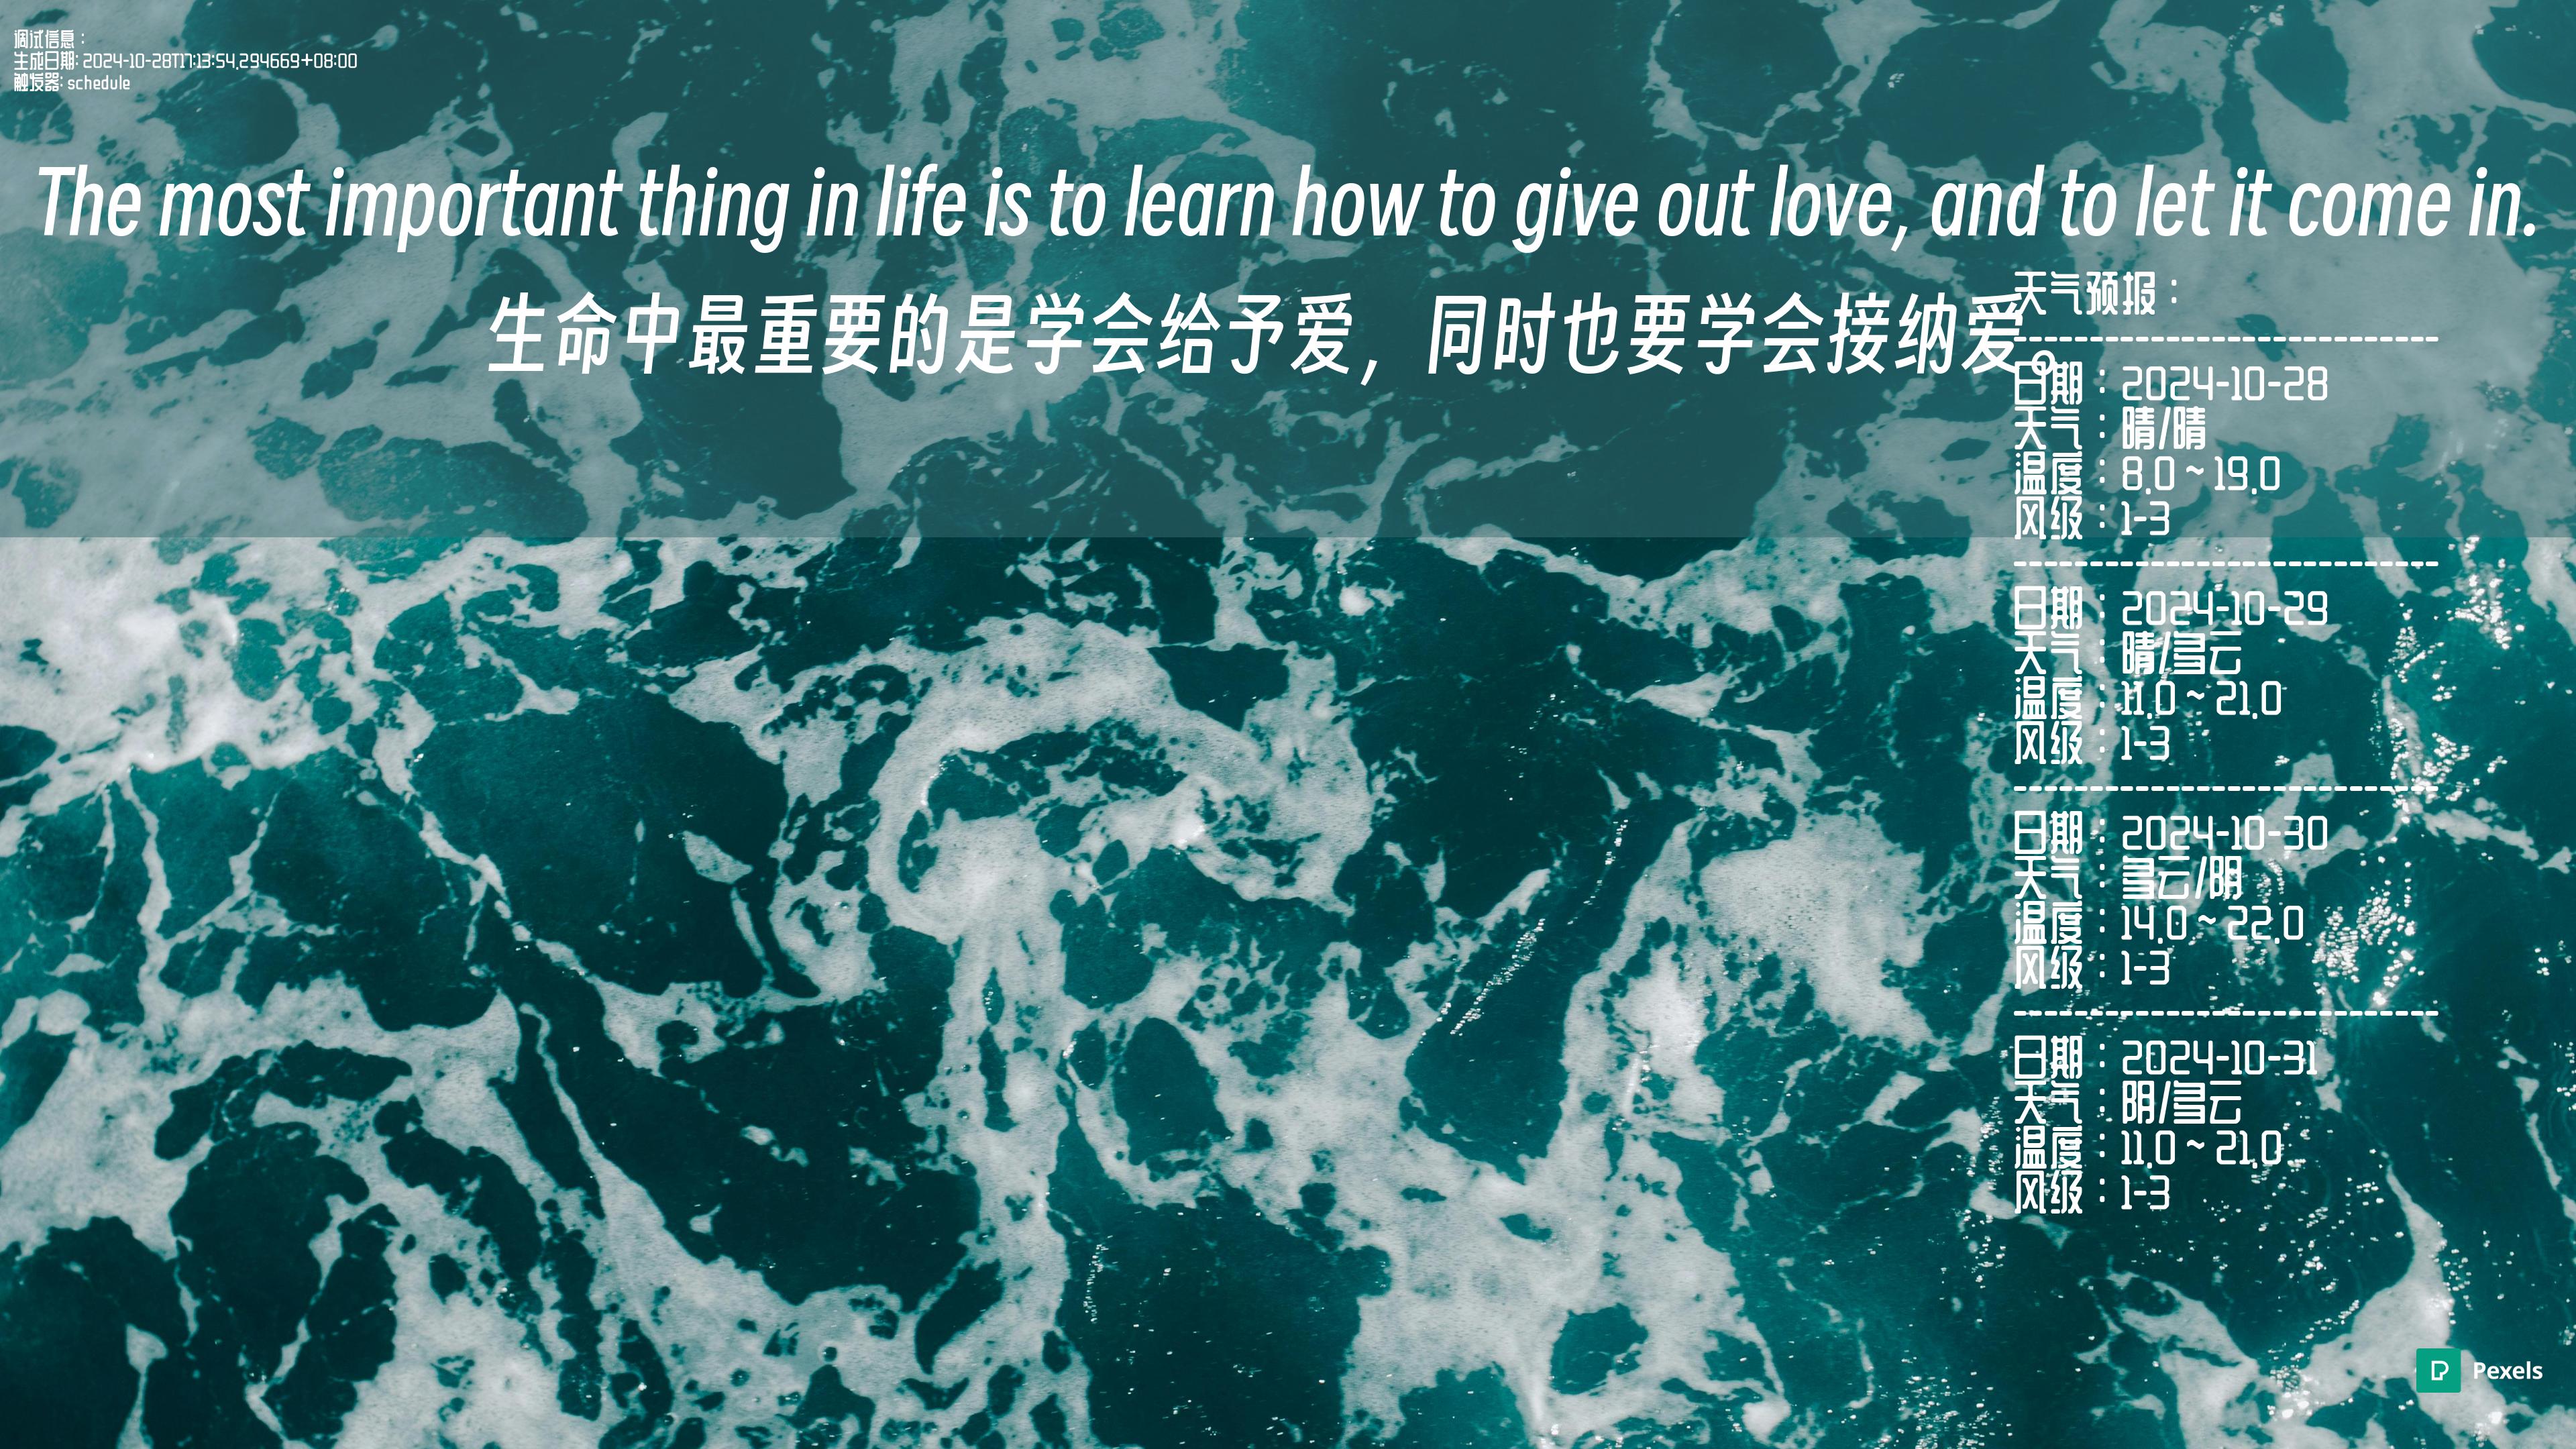 调试信息：
生成日期: 2024-10-28T17:13:54.294669+08:00
触发器: schedule
The most important thing in life is to learn how to give out love, and to let it come in.
生命中最重要的是学会给予爱，同时也要学会接纳爱。
天气预报：
--------------------------------
日期：2024-10-28
天气：晴/晴
温度：8.0 ~ 19.0
风级：1-3
--------------------------------
日期：2024-10-29
天气：晴/多云
温度：11.0 ~ 21.0
风级：1-3
--------------------------------
日期：2024-10-30
天气：多云/阴
温度：14.0 ~ 22.0
风级：1-3
--------------------------------
日期：2024-10-31
天气：阴/多云
温度：11.0 ~ 21.0
风级：1-3
Pexels